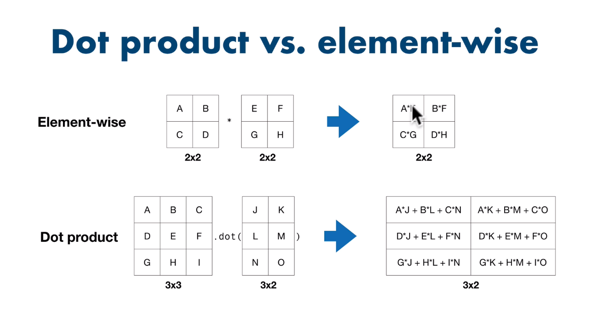 Dot product vs. element-wise
Element-wise
A B
C D
2x2
*
E F
G H
2x2
B*F
C*G D*H
2x2
Dot product
A B C
D E F
G H I
3x3
.dot(
J K
L M
N O
)
3x2
A*J + B*L + C*N A*K + B*M + C*O
D*J + E*L + F*N D*K + E*M + F*O
G*J + H*L + I*N G*K + H*M + I*O
3x2